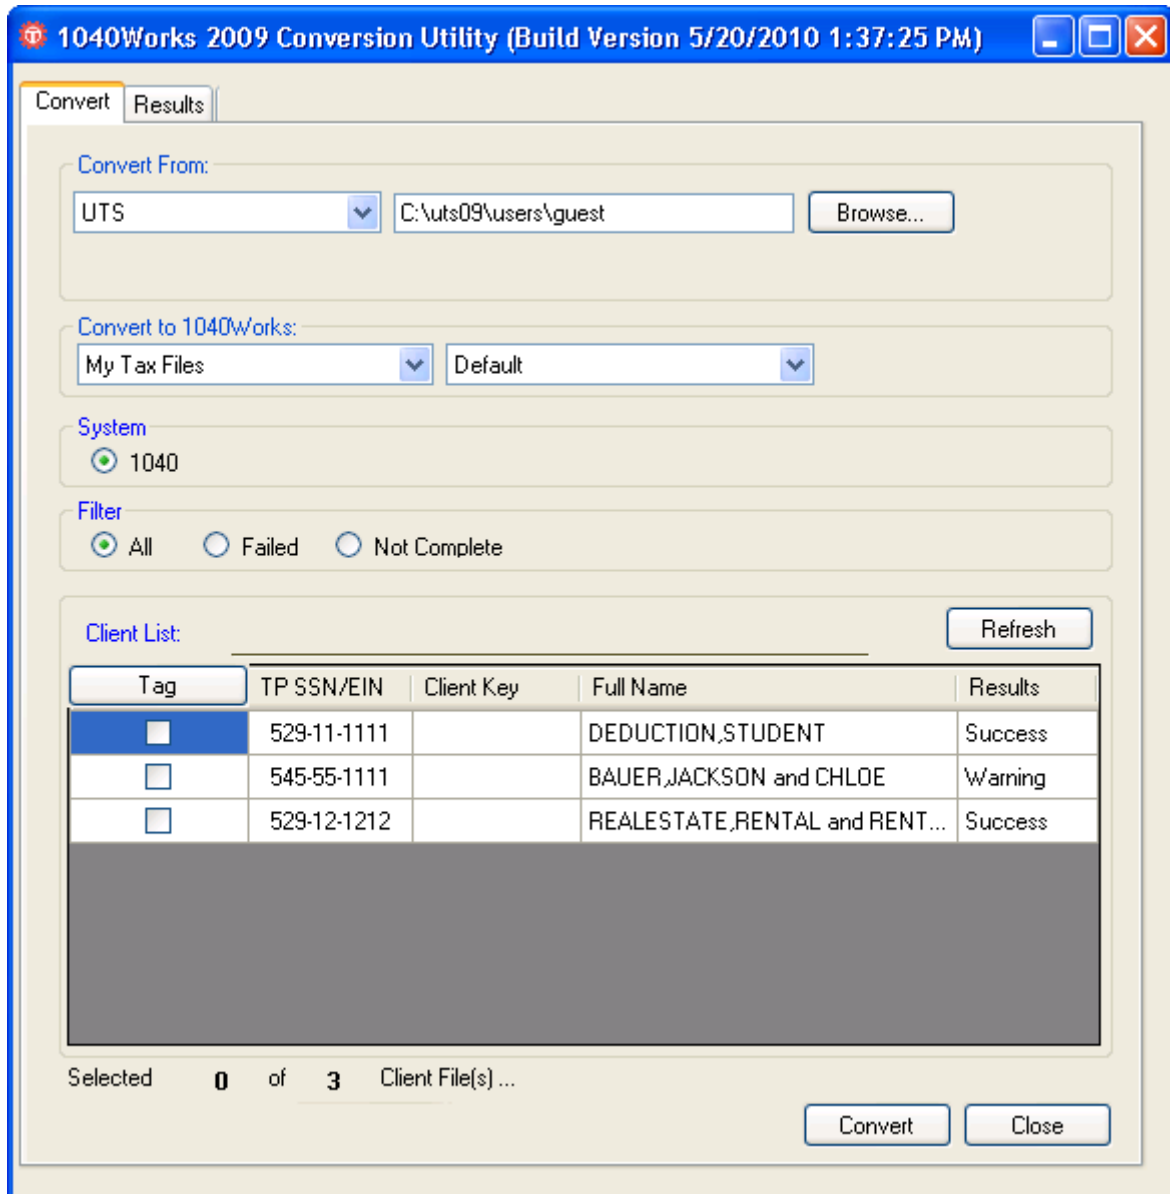 1040Works 2009 Conversion Utility (Build Version 5/20/2010 1:37:25 PM)
Convert Results
Convert From:
UTS C:\uts09\users\guest Browse...
Convert to 1040Works:
My Tax Files Default
System
1040
Filter
All Failed Not Complete
Client List: Refresh
Tag TP SSN/EIN Client Key Full Name Results
529-11-1111 DEDUCTION,STUDENT Success
545-55-1111 BAUER,JACKSON and CHLOE Warning
529-12-1212 REALESTATE,RENTAL and RENT... Success
Selected 0 of 3 Client File(s) ...
Convert Close